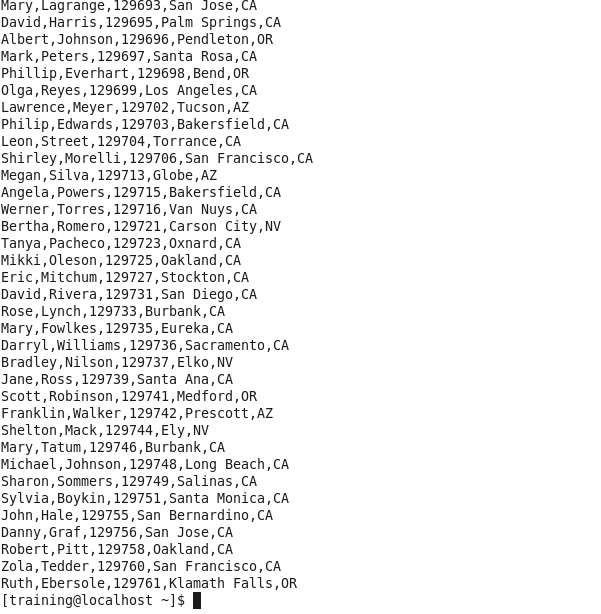 Mary,Lagrange,129693,San Jose,CA
David,Harris,129695,Palm Springs,CA
Albert,Johnson,129696,Pendleton,OR
Mark,Peters,129697,Santa Rosa,CA
Phillip,Everhart,129698,Bend,OR
Olga,Reyes,129699,Los Angeles,CA
Lawrence,Meyer,129702,Tucson,AZ
Philip,Edwards,129703,Bakersfield,CA
Leon,Street,129704,Torrance,CA
Shirley,Morelli,129706,San Francisco,CA
Megan,Silva,129713,Globe,AZ
Angela,Powers,129715,Bakersfield,CA
Werner,Torres,129716,Van Nuys,CA
Bertha,Romero,129721,Carson City,NV
Tanya,Pacheco,129723,Oxnard,CA
Mikki,Oleson,129725,Oakland,CA
Eric,Mitchum,129727,Stockton,CA
David,Rivera,129731,San Diego,CA
Rose,Lynch,129733,Burbank,CA
Mary,Fowlkes,129735,Eureka,CA
Darryl,Williams,129736,Sacramento,CA
Bradley,Nilson,129737,Elko,NV
Jane,Ross,129739,Santa Ana,CA
Scott,Robinson,129741,Medford,OR
Franklin,Walker,129742,Prescott,AZ
Shelton,Mack,129744,Ely,NV
Mary,Tatum,129746,Burbank,CA
Michael,Johnson,129748,Long Beach,CA
Sharon,Sommers,129749,Salinas,CA
Sylvia,Boykin,129751,Santa Monica,CA
John,Hale,129755,San Bernardino,CA
Danny,Graf,129756,San Jose,CA
Robert,Pitt,129758,Oakland,CA
Zola,Tedder,129760,San Francisco,CA
Ruth,Ebersole,129761,Klamath Falls,OR
[training@localhost ~]$